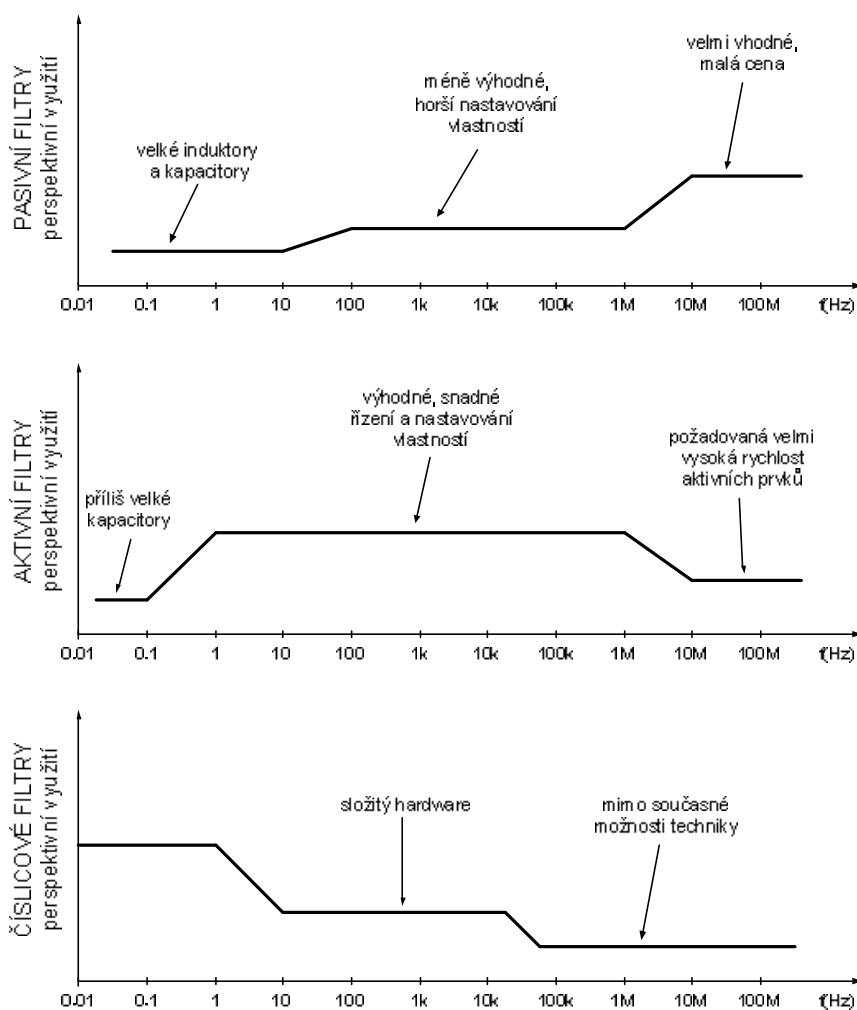 PASIVNÍ FILTRY
perspektivní využití
velké induktory
a kapacitory
méně výhodné,
horší nastavování
vlastností
velmi vhodné,
malá cena
0.01 0.1 1 10 100 1k 10k 100k 1M 10M 100M f(Hz)
AKTIVNÍ FILTRY
perspektivní využití
příliš velké
kapacitory
výhodné, snadné
řízení a nastavování
vlastností
požadovaná velmi
vysoká rychlost
aktivních prvků
0.01 0.1 1 10 100 1k 10k 100k 1M 10M 100M f(Hz)
ČÍSLICOVÉ FILTRY
perspektivní využití
složitý hardware
mimo současné
možnosti techniky
0.01 0.1 1 10 100 1k 10k 100k 1M 10M 100M f(Hz)